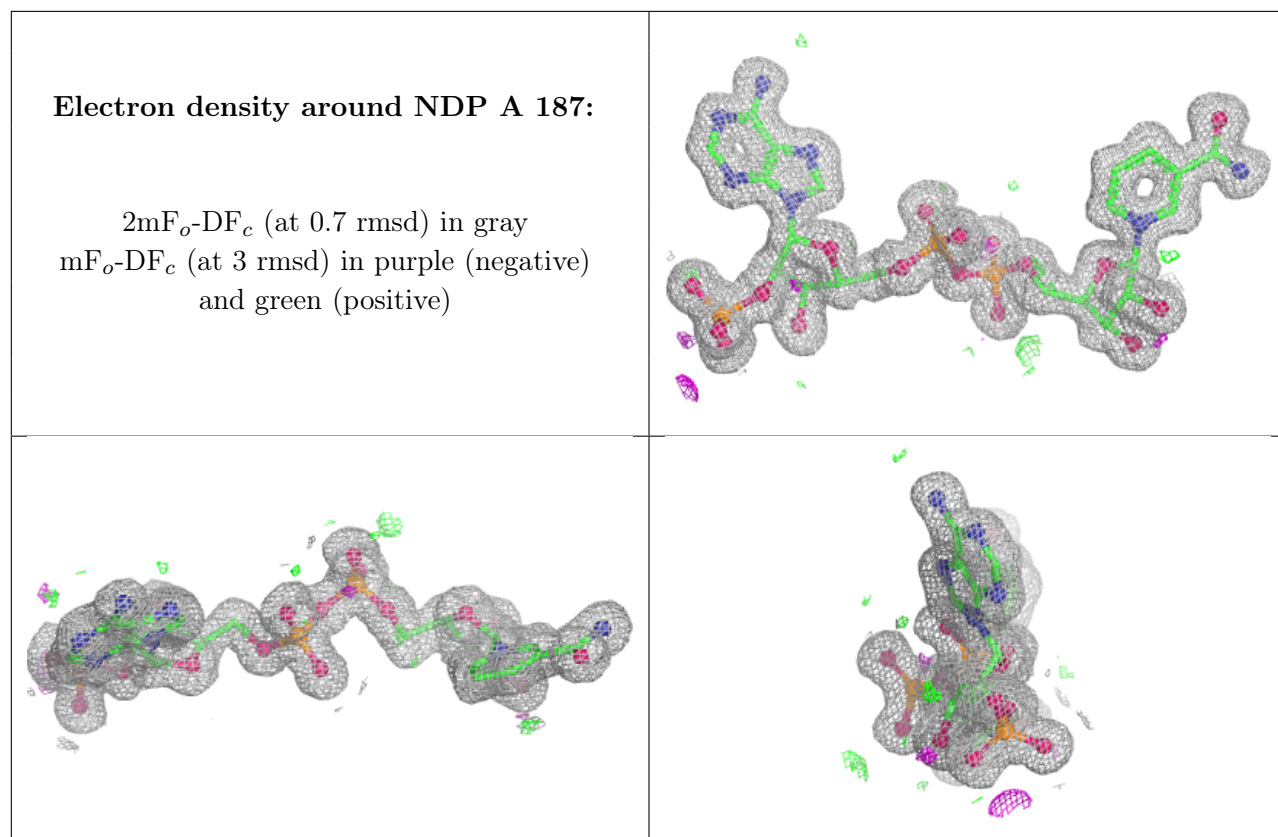 Electron density around NDP A 187:
2mFo-DFc (at 0.7 rmsd) in gray
mFo-DFc (at 3 rmsd) in purple (negative)
and green (positive)